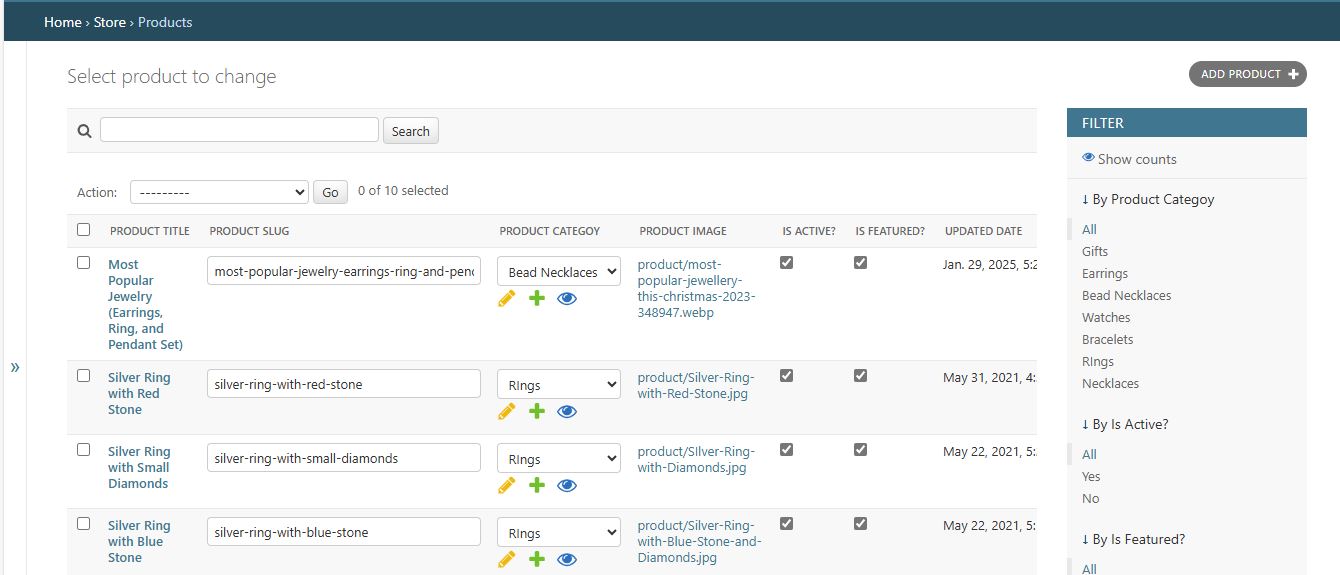 Home › Store › Products
Select product to change
ADD PRODUCT
Search
Action: --------- Go 0 of 10 selected
PRODUCT TITLE PRODUCT SLUG PRODUCT CATEGOY PRODUCT IMAGE IS ACTIVE? IS FEATURED? UPDATED DATE
Most
Popular
Jewelry
(Earrings,
Ring, and
Pendant Set)
most-popular-jewelry-earrings-ring-and-pend
Bead Necklaces
product/most-
popular-jewellery-
this-christmas-2023-
348947.webp
Jan. 29, 2025, 5:2
»
Silver Ring
with Red
Stone
silver-ring-with-red-stone
RIngs
product/Silver-Ring-
with-Red-Stone.jpg
May 31, 2021, 4:
Silver Ring
with Small
Diamonds
silver-ring-with-small-diamonds
RIngs
product/SIlver-Ring-
with-Diamonds.jpg
May 22, 2021, 5:
Silver Ring
with Blue
Stone
silver-ring-with-blue-stone
RIngs
product/Silver-Ring-
with-Blue-Stone-and-
Diamonds.jpg
May 22, 2021, 5:
FILTER
Show counts
↓ By Product Categoy
All
Gifts
Earrings
Bead Necklaces
Watches
Bracelets
RIngs
Necklaces
↓ By Is Active?
All
Yes
No
↓ By Is Featured?
All